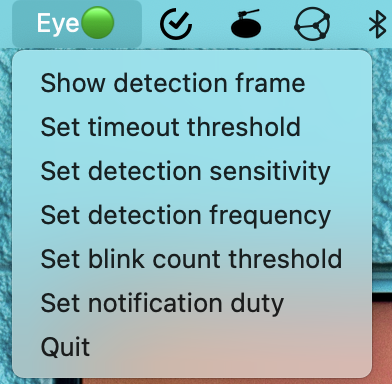 Eye
Show detection frame
Set timeout threshold
Set detection sensitivity
Set detection frequency
Set blink count threshold
Set notification duty
Quit